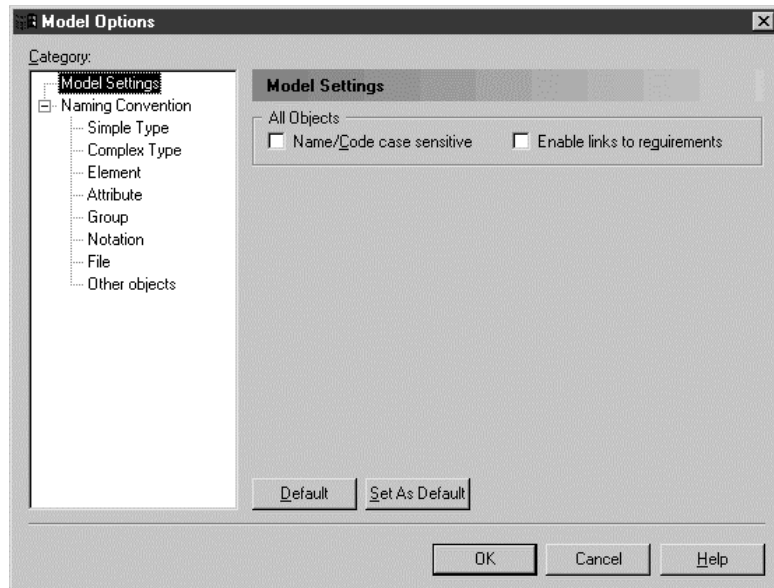 Model Options
Category:
Model Settings
Naming Convention
Simple Type
Complex Type
Element
Attribute
Group
Notation
File
Other objects
Model Settings
All Objects
Name/Code case sensitive
Enable links to requirements
Default
Set As Default
OK
Cancel
Help